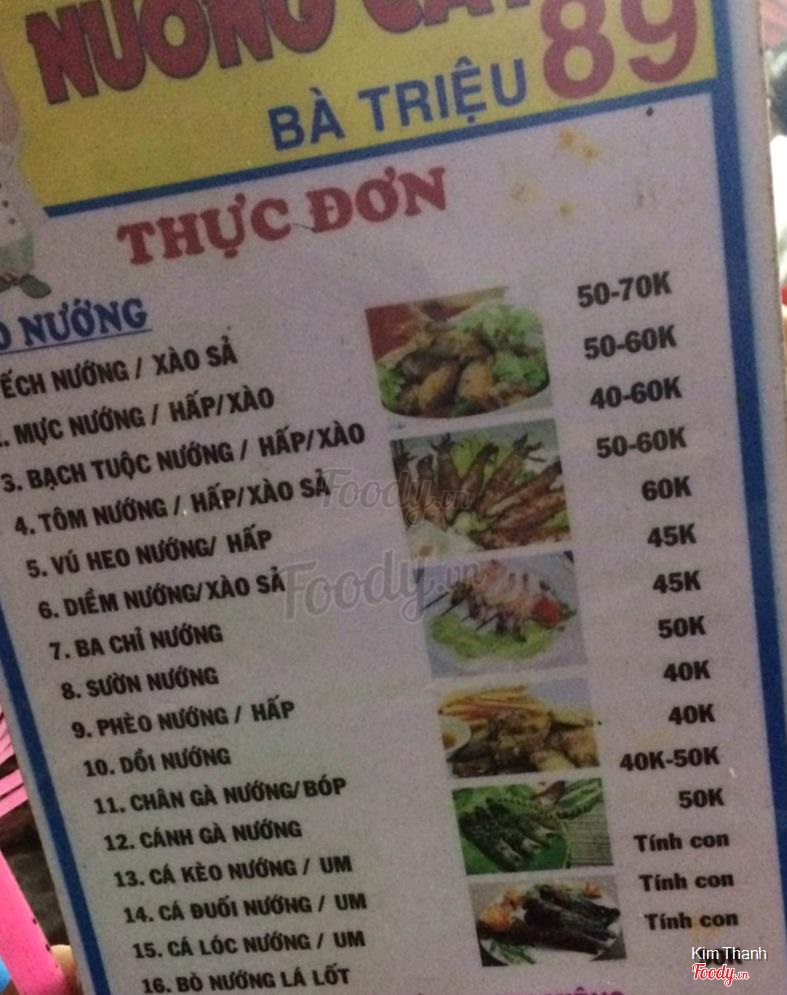 NƯỚNG
89
BÀ TRIỆU
THỰC ĐƠN
NƯỚNG
ẾCH NƯỚNG / XÀO SẢ 50-70K
. MỰC NƯỚNG / HẤP/XÀO 50-60K
3. BẠCH TUỘC NƯỚNG / HẤP/XÀO 40-60K
4. TÔM NƯỚNG / HẤP/XÀO SẢ 50-60K
5. VÚ HEO NƯỚNG/ HẤP 60K
6. DIỀM NƯỚNG/XÀO SẢ 45K
7. BA CHỈ NƯỚNG 45K
8. SƯỜN NƯỚNG 50K
9. PHÈO NƯỚNG / HẤP 40K
10. DỒI NƯỚNG 40K
11. CHÂN GÀ NƯỚNG/BÓP 40K-50K
12. CÁNH GÀ NƯỚNG 50K
13. CÁ KÈO NƯỚNG / UM Tính con
14. CÁ ĐUỐI NƯỚNG / UM Tính con
15. CÁ LÓC NƯỚNG / UM Tính con
16. BÒ NƯỚNG LÁ LỐT
Foody.vn
Foody.vn
Kim Thanh
Foody.vn